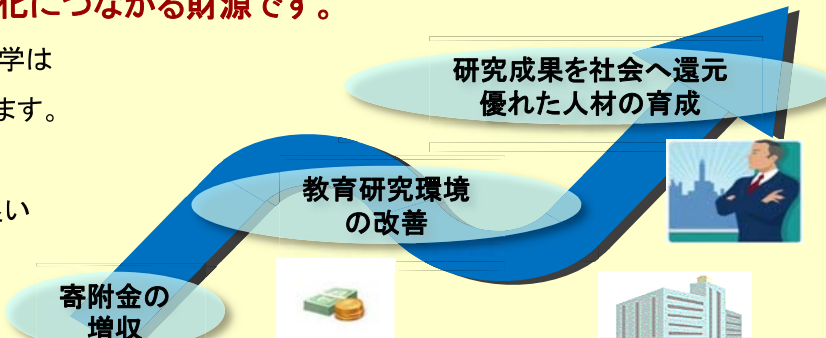 化につながる財源です。
学は
ます。
い
研究成果を社会へ還元
優れた人材の育成
教育研究環境
の改善
寄附金の
増収